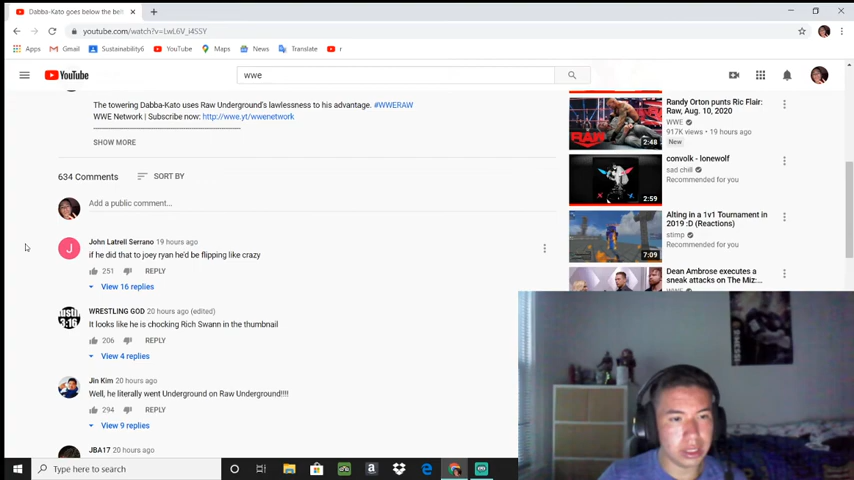 Dabba-Kato goes below the bel
youtube.com/watch?v=LwL6V_i4S5Y
Apps
Gmail
Sustainability6
YouTube
Maps
News
Translate
r
YouTube
wwe
The towering Dabba-Kato uses Raw Underground's lawlessness to his advantage. #WWERAW
WWE Network | Subscribe now: http://wwe.yt/wwenetwork
SHOW MORE
634 Comments
SORT BY
Add a public comment...
J
John Latrell Serrano 19 hours ago
if he did that to joey ryan he'd be flipping like crazy
251
REPLY
View 16 replies
3:16
WRESTLING GOD 20 hours ago (edited)
It looks like he is chocking Rich Swann in the thumbnail
206
REPLY
View 4 replies
Jin Kim 20 hours ago
Well, he literally went Underground on Raw Underground!!!!
294
REPLY
View 9 replies
JBA17 20 hours ago
RAW
2:48
Randy Orton punts Ric Flair:
Raw, Aug. 10, 2020
WWE
917K views • 19 hours ago
New
2:59
convolk - lonewolf
sad chill
Recommended for you
7:09
Alting in a 1v1 Tournament in
2019 :D (Reactions)
stimp
Recommended for you
Dean Ambrose executes a
sneak attacks on The Miz:...
WWE
D.MESSI
Type here to search